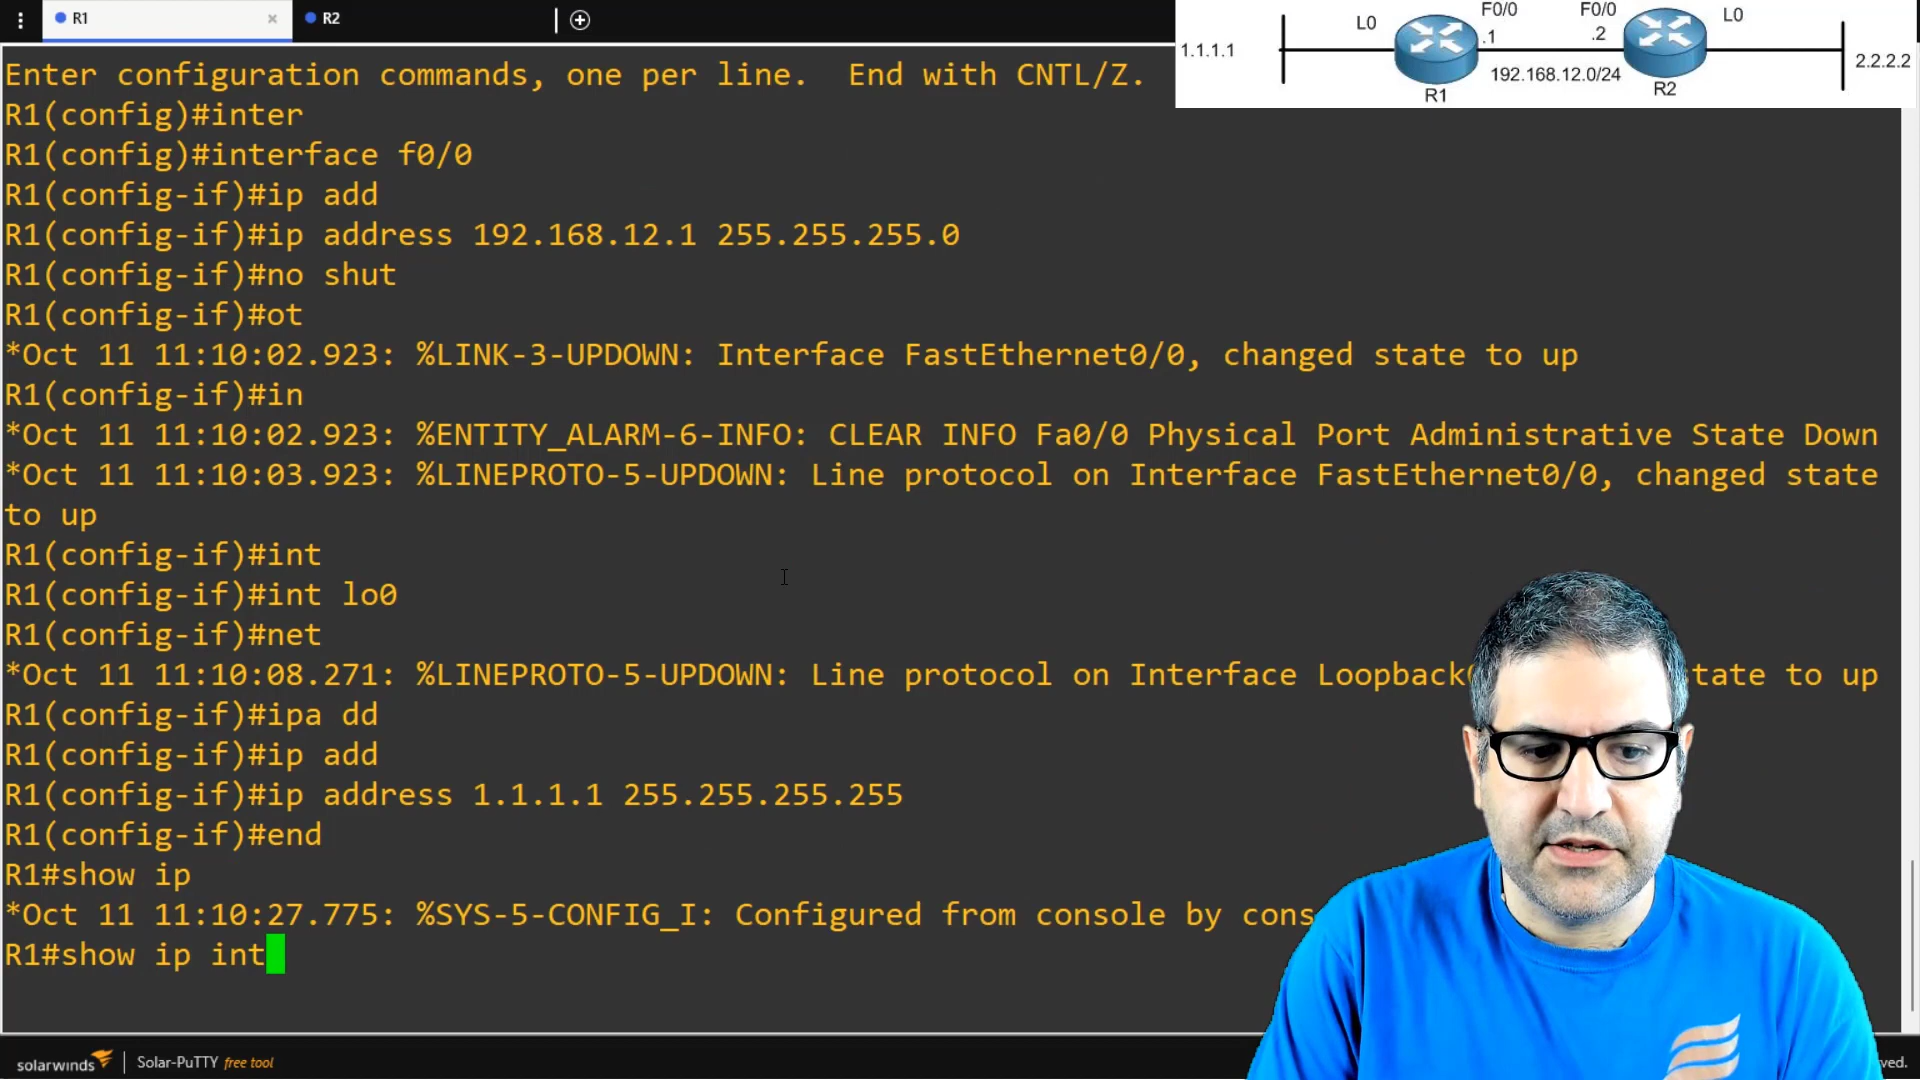 R1 × R2
L0 F0/0 F0/0 L0
1.1.1.1 .1 .2 2.2.2.2
192.168.12.0/24
R1 R2
Enter configuration commands, one per line.  End with CNTL/Z.
R1(config)#inter
R1(config)#interface f0/0
R1(config-if)#ip add
R1(config-if)#ip address 192.168.12.1 255.255.255.0
R1(config-if)#no shut
R1(config-if)#ot
*Oct 11 11:10:02.923: %LINK-3-UPDOWN: Interface FastEthernet0/0, changed state to up
R1(config-if)#in
*Oct 11 11:10:02.923: %ENTITY_ALARM-6-INFO: CLEAR INFO Fa0/0 Physical Port Administrative State Down
*Oct 11 11:10:03.923: %LINEPROTO-5-UPDOWN: Line protocol on Interface FastEthernet0/0, changed state
to up
R1(config-if)#int
R1(config-if)#int lo0
R1(config-if)#net
*Oct 11 11:10:08.271: %LINEPROTO-5-UPDOWN: Line protocol on Interface Loopback tate to up
R1(config-if)#ipa dd
R1(config-if)#ip add
R1(config-if)#ip address 1.1.1.1 255.255.255.255
R1(config-if)#end
R1#show ip
*Oct 11 11:10:27.775: %SYS-5-CONFIG_I: Configured from console by cons
R1#show ip int
solarwinds Solar-PuTTY free tool ved.